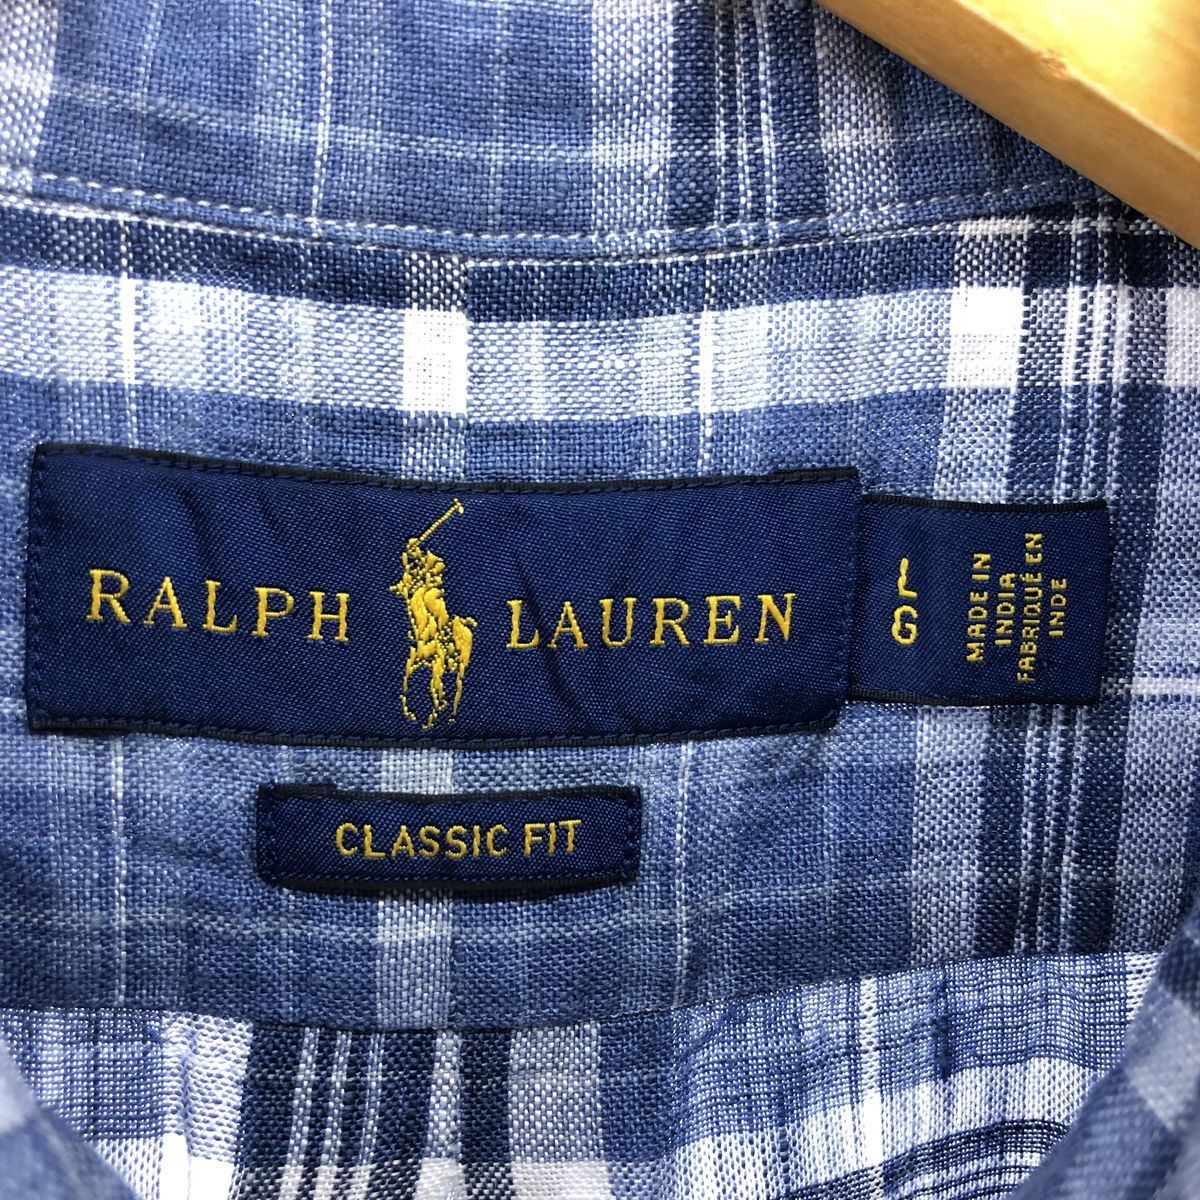 RALPH LAUREN
L
G
MADE IN
INDIA
FABRIQUÉ EN
INDE
CLASSIC FIT